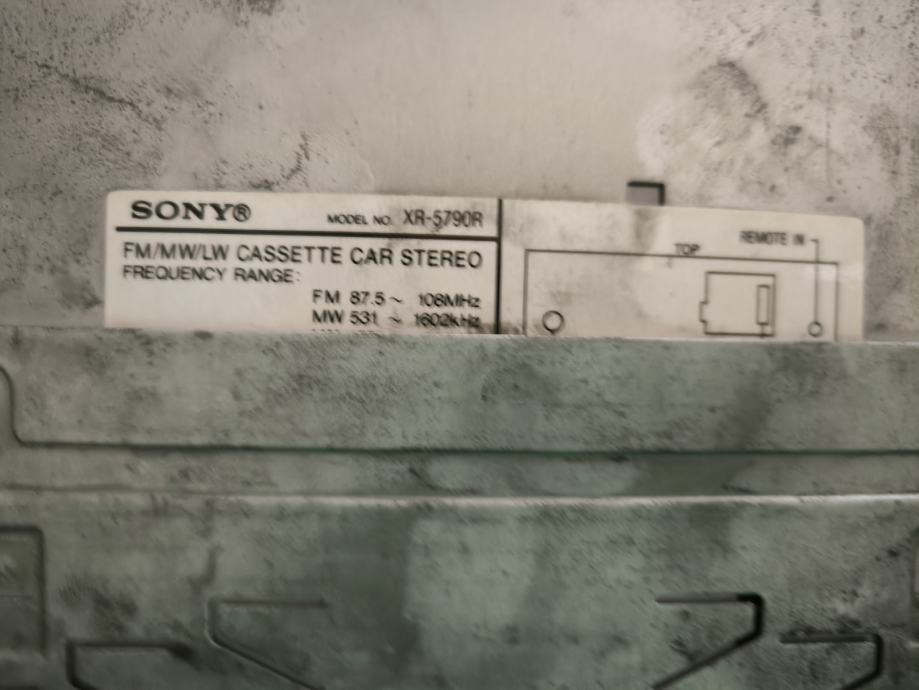 SONY® MODEL NO. XR-5790R
FM/MW/LW CASSETTE CAR STEREO
FREQUENCY RANGE:
FM 87.5 ~ 108MHz
MW 531 ~ 1602kHz
REMOTE IN
TOP